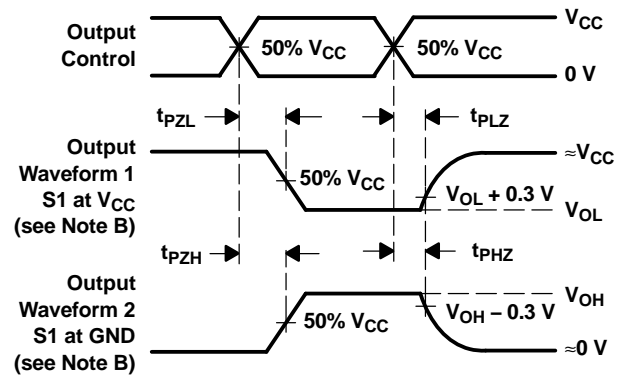 Output
Control
50% VCC
50% VCC
VCC
0 V
tPZL
tPLZ
Output
Waveform 1
S1 at VCC
(see Note B)
50% VCC
≈VCC
VOL + 0.3 V
VOL
tPZH
tPHZ
Output
Waveform 2
S1 at GND
(see Note B)
50% VCC
VOH
VOH – 0.3 V
≈0 V